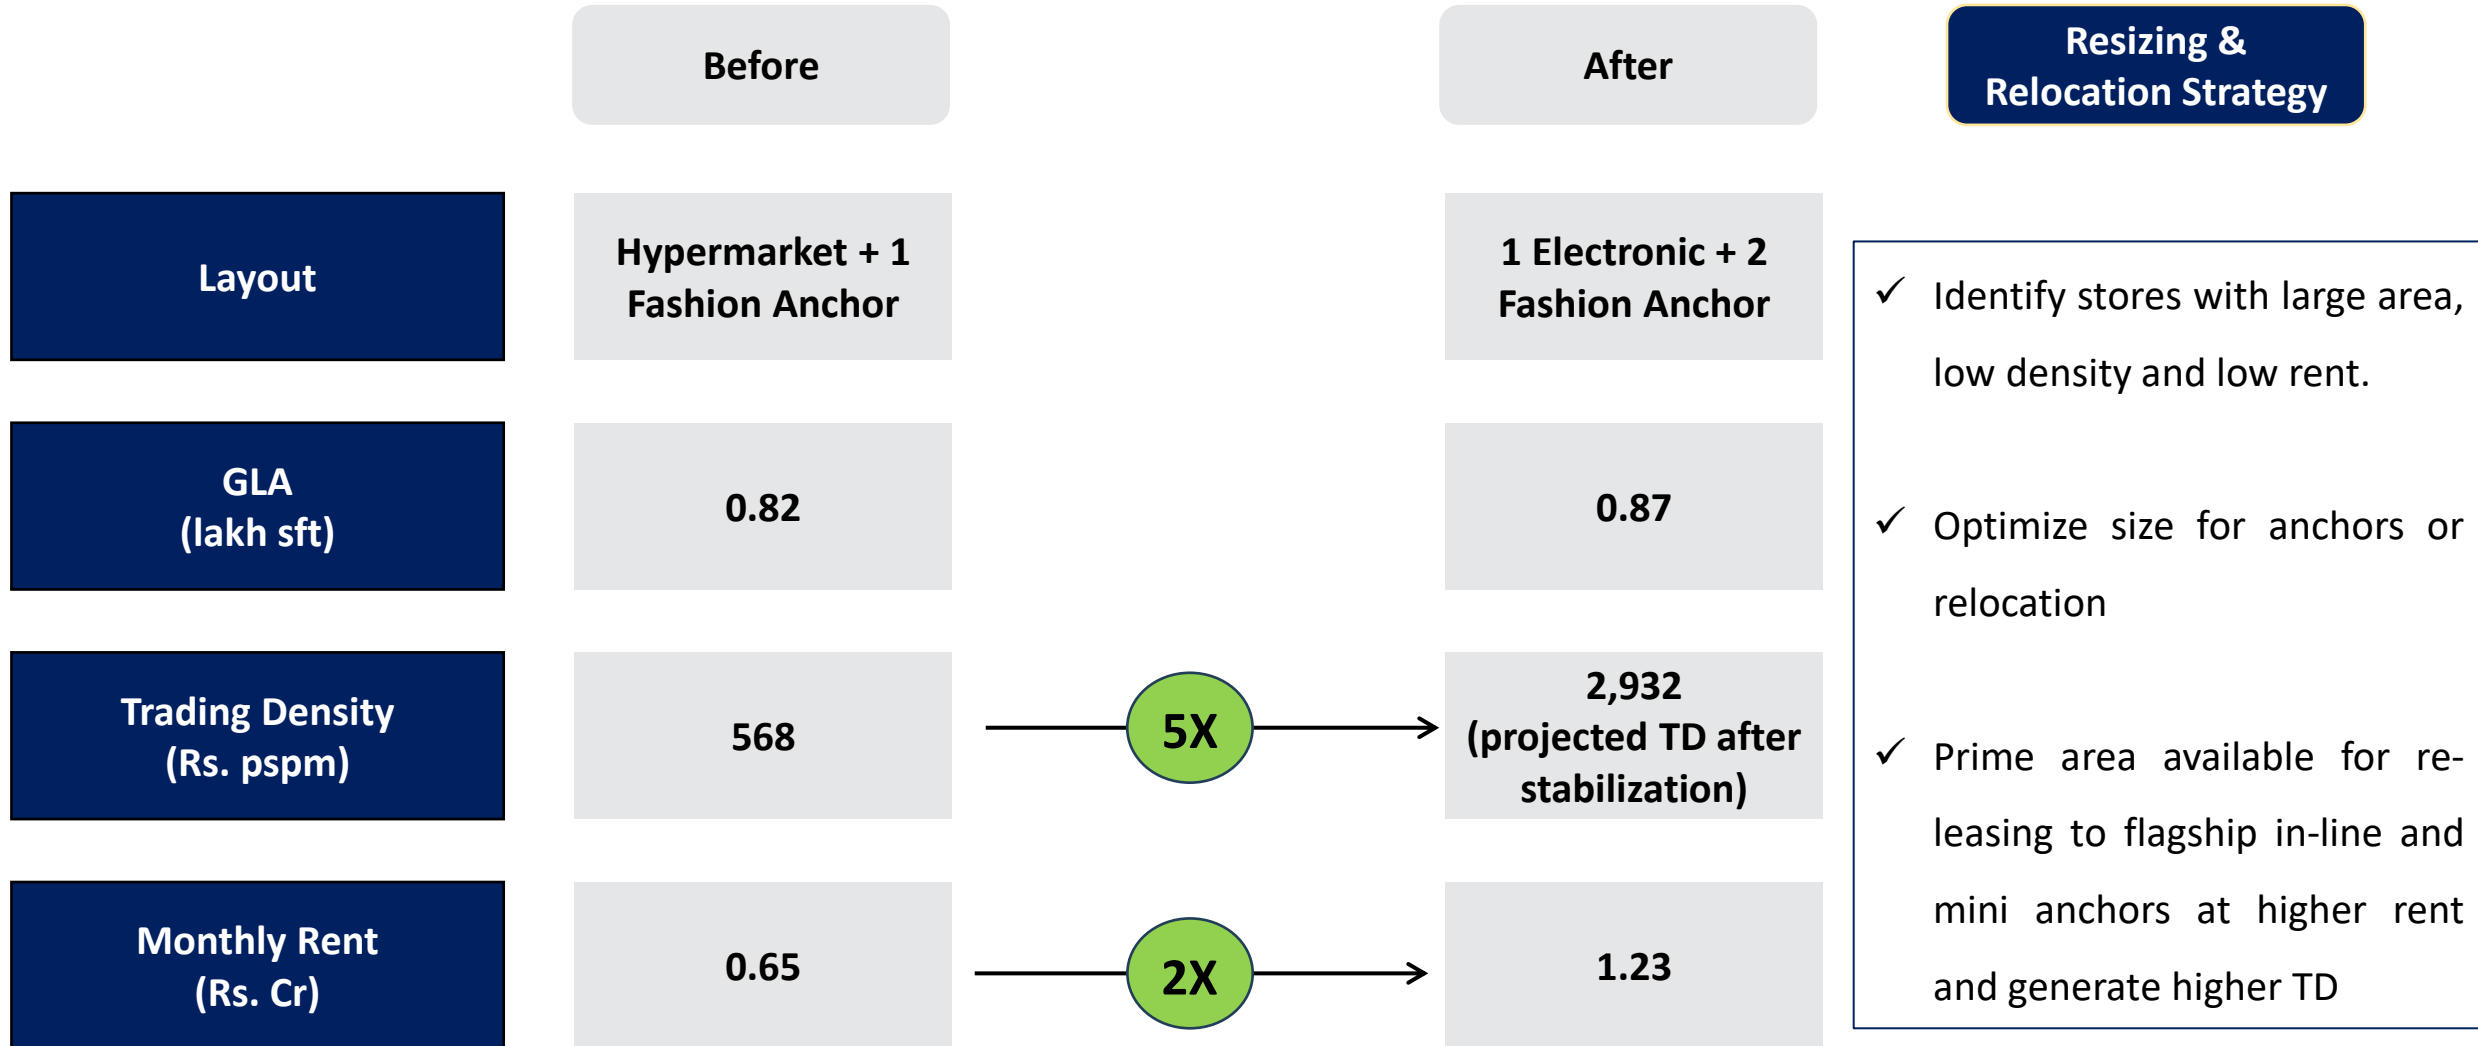 Before
After
Resizing &
Relocation Strategy
Layout
Hypermarket + 1
Fashion Anchor
1 Electronic + 2
Fashion Anchor
GLA
(lakh sft)
0.82
0.87
Trading Density
(Rs. pspm)
568
5X
2,932
(projected TD after
stabilization)
Monthly Rent
(Rs. Cr)
0.65
2X
1.23
✓ Identify stores with large area,
low density and low rent.
✓ Optimize size for anchors or
relocation
✓ Prime area available for re-
leasing to flagship in-line and
mini anchors at higher rent
and generate higher TD